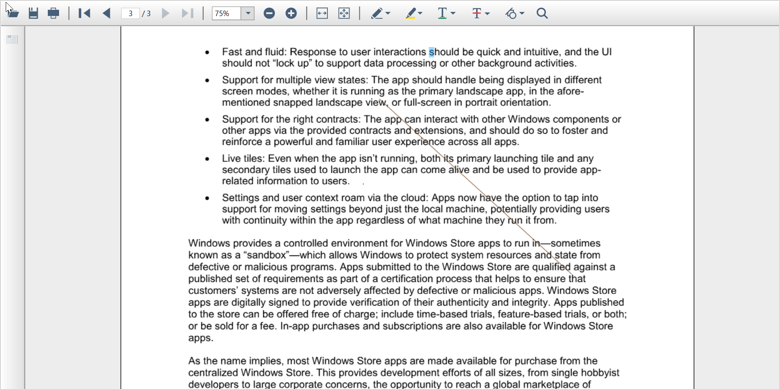 3 / 3 75%
• Fast and fluid: Response to user interactions should be quick and intuitive, and the UI
should not “lock up” to support data processing or other background activities.
• Support for multiple view states: The app should handle being displayed in different
screen modes, whether it is running as the primary landscape app, in the afore-
mentioned snapped landscape view, or full-screen in portrait orientation.
• Support for the right contracts: The app can interact with other Windows components or
other apps via the provided contracts and extensions, and should do so to foster and
reinforce a powerful and familiar user experience across all apps.
• Live tiles: Even when the app isn’t running, both its primary launching tile and any
secondary tiles used to launch the app can come alive and be used to provide app-
related information to users.
• Settings and user context roam via the cloud: Apps now have the option to tap into
support for moving settings beyond just the local machine, potentially providing users
with continuity within the app regardless of what machine they run it from.
Windows provides a controlled environment for Windows Store apps to run in—sometimes
known as a “sandbox”—which allows Windows to protect system resources and state from
defective or malicious programs. Apps submitted to the Windows Store are qualified against a
published set of requirements as part of a certification process that helps to ensure that
customers’ systems are not adversely affected by defective or malicious apps. Windows Store
apps are digitally signed to provide verification of their authenticity and integrity. Apps published
to the store can be offered free of charge; include time-based trials, feature-based trials, or both;
or be sold for a fee. In-app purchases and subscriptions are also available for Windows Store
apps.
As the name implies, most Windows Store apps are made available for purchase from the
centralized Windows Store. This provides development efforts of all sizes, from single hobbyist
developers to large corporate concerns, the opportunity to reach a global marketplace of